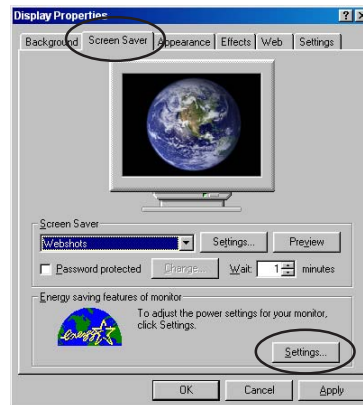 Display Properties
Background Screen Saver Appearance Effects Web Settings
Screen Saver
Webshots Settings... Preview
Password protected Change... Wait: 1 minutes
Energy saving features of monitor
To adjust the power settings for your monitor,
click Settings.
energy
Settings...
OK Cancel Apply